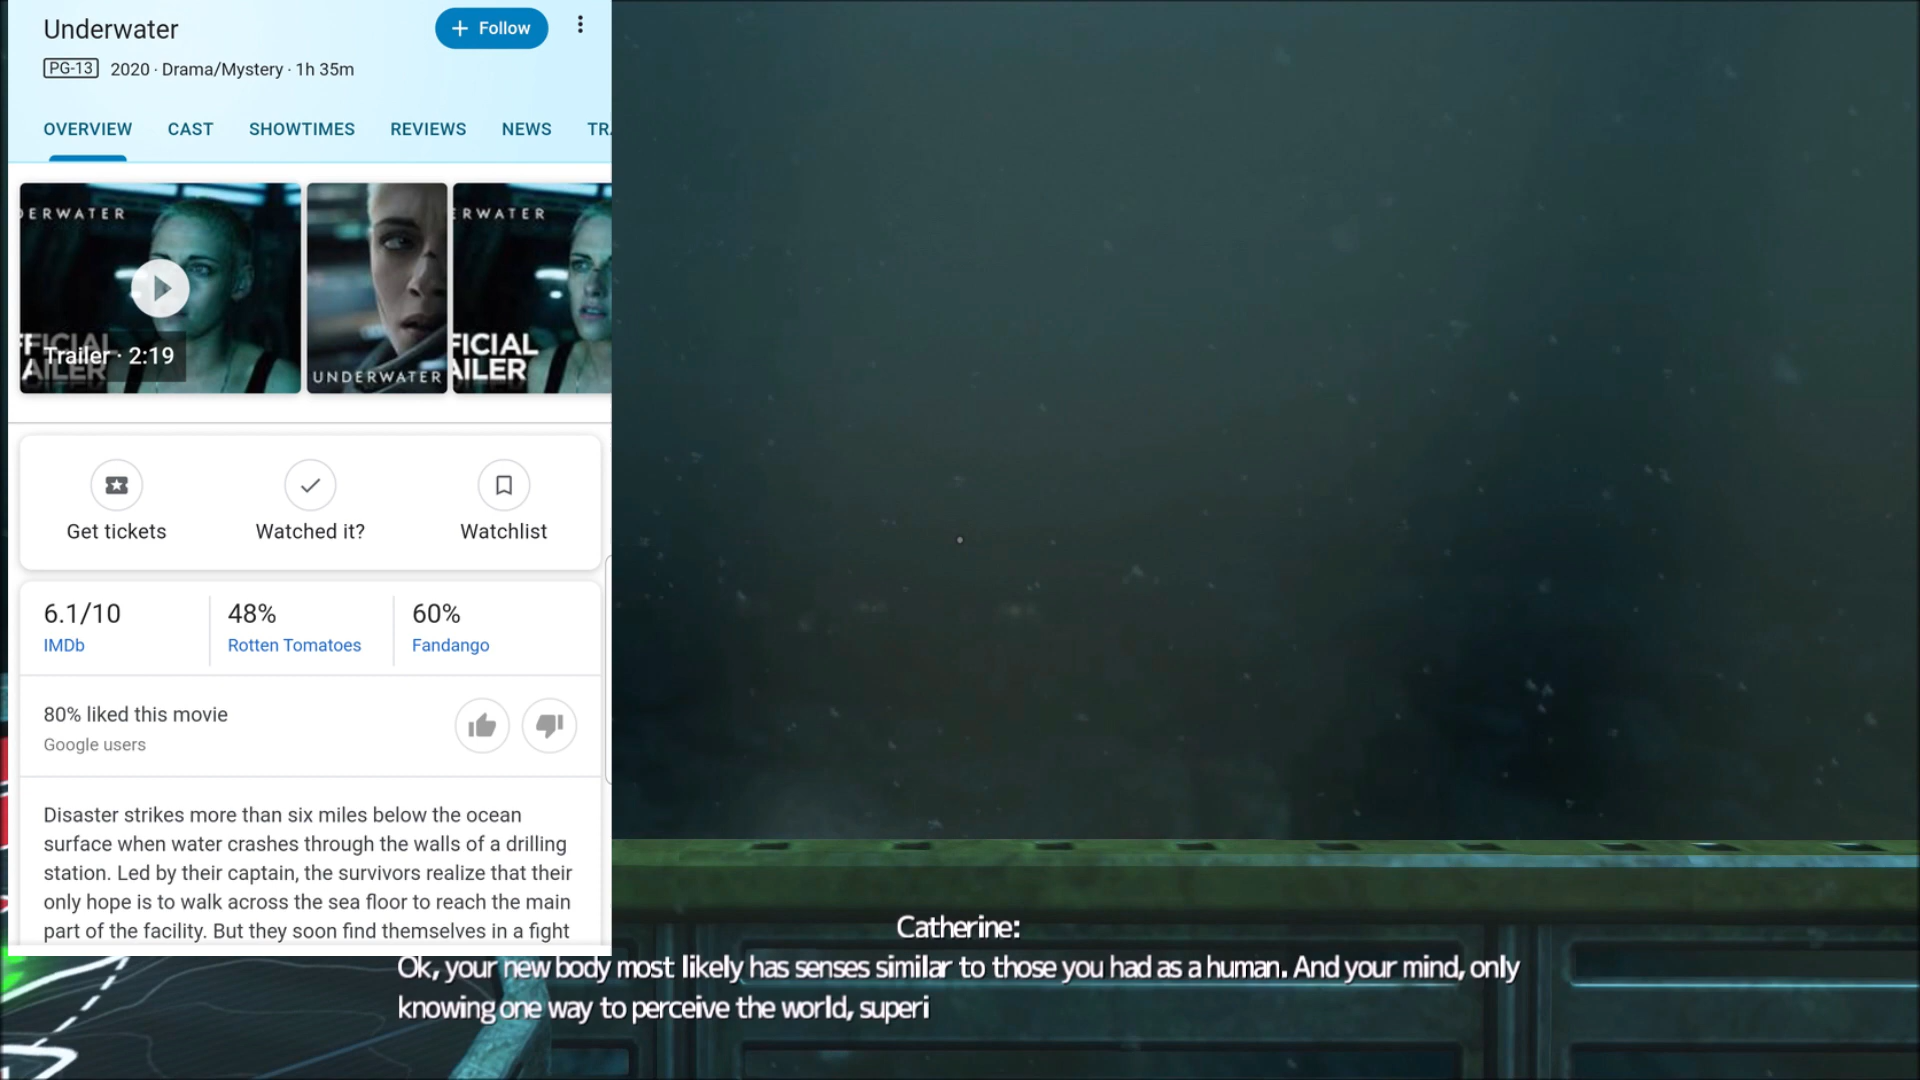 Underwater
+ Follow
PG-13 2020 · Drama/Mystery · 1h 35m
OVERVIEW CAST SHOWTIMES REVIEWS NEWS TR
DERWATER
FFICIAL
AILER
Trailer · 2:19
UNDERWATER
ERWATER
FICIAL
AILER
Get tickets
Watched it?
Watchlist
6.1/10
IMDb
48%
Rotten Tomatoes
60%
Fandango
80% liked this movie
Google users
Disaster strikes more than six miles below the ocean
surface when water crashes through the walls of a drilling
station. Led by their captain, the survivors realize that their
only hope is to walk across the sea floor to reach the main
part of the facility. But they soon find themselves in a fight
Catherine:
Ok, your new body most likely has senses similar to those you had as a human. And your mind, only
knowing one way to perceive the world, superi